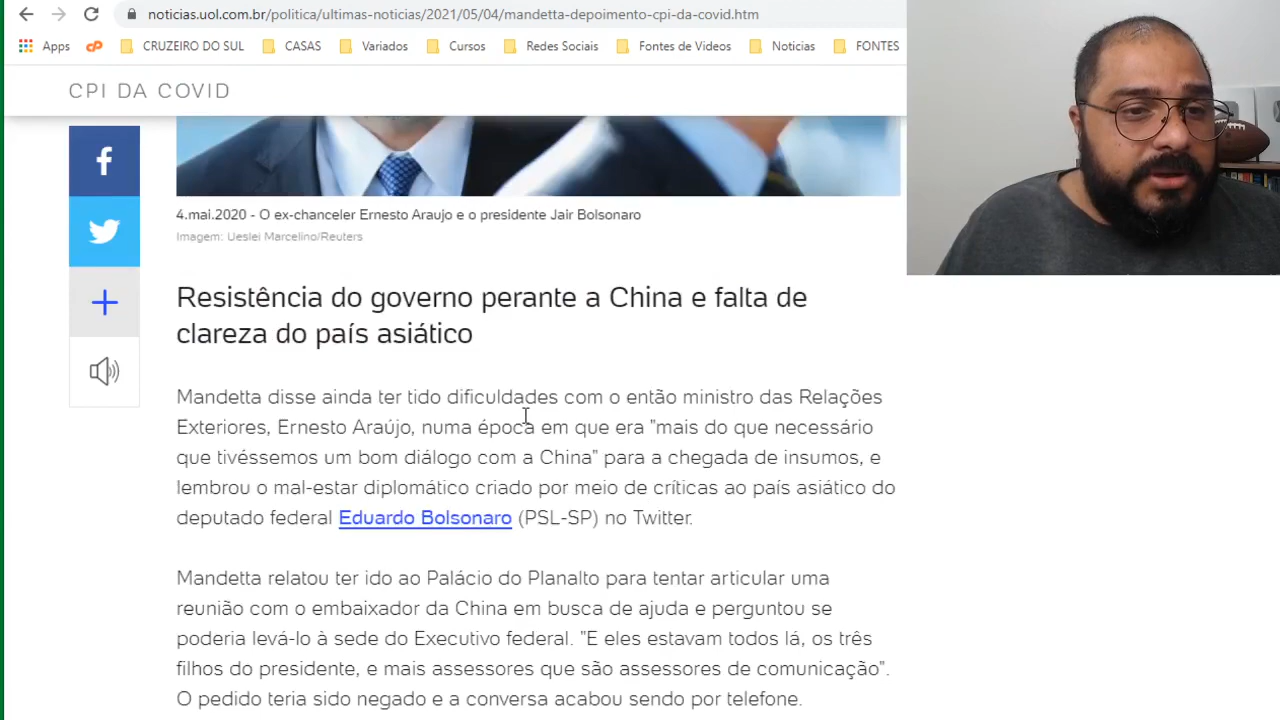 noticias.uol.com.br/politica/ultimas-noticias/2021/05/04/mandetta-depoimento-cpi-da-covid.htm
Apps CRUZEIRO DO SUL CASAS Variados Cursos Redes Sociais Fontes de Videos Noticias FONTES
CPI DA COVID
4.mai.2020 - O ex-chanceler Ernesto Araujo e o presidente Jair Bolsonaro
Imagem: Ueslei Marcelino/Reuters
Resistência do governo perante a China e falta de
clareza do país asiático
Mandetta disse ainda ter tido dificuldades com o então ministro das Relações
Exteriores, Ernesto Araújo, numa época em que era "mais do que necessário
que tivéssemos um bom diálogo com a China" para a chegada de insumos, e
lembrou o mal-estar diplomático criado por meio de críticas ao país asiático do
deputado federal Eduardo Bolsonaro (PSL-SP) no Twitter.
Mandetta relatou ter ido ao Palácio do Planalto para tentar articular uma
reunião com o embaixador da China em busca de ajuda e perguntou se
poderia levá-lo à sede do Executivo federal. "E eles estavam todos lá, os três
filhos do presidente, e mais assessores que são assessores de comunicação".
O pedido teria sido negado e a conversa acabou sendo por telefone.